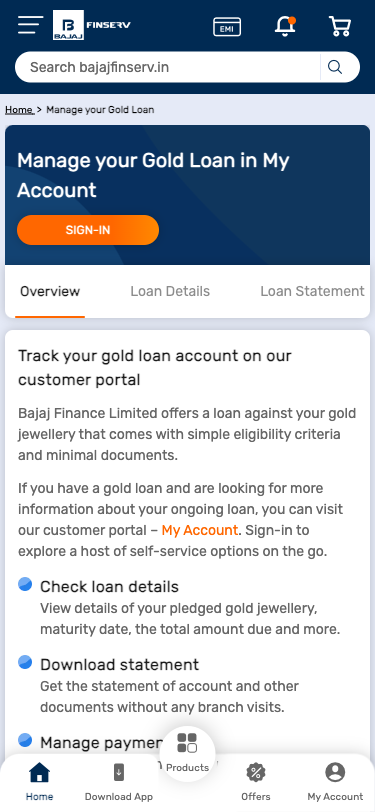 B
BAJAJ
FINSERV
EMI
Search bajajfinserv.in
Home > Manage your Gold Loan
Manage your Gold Loan in My
Account
SIGN-IN
Overview
Loan Details
Loan Statement
Track your gold loan account on our
customer portal
Bajaj Finance Limited offers a loan against your gold
jewellery that comes with simple eligibility criteria
and minimal documents.
If you have a gold loan and are looking for more
information about your ongoing loan, you can visit
our customer portal – My Account. Sign-in to
explore a host of self-service options on the go.
Check loan details
View details of your pledged gold jewellery,
maturity date, the total amount due and more.
Download statement
Get the statement of account and other
documents without any branch visits.
Manage
Products
Home
Download App
Offers
My Account